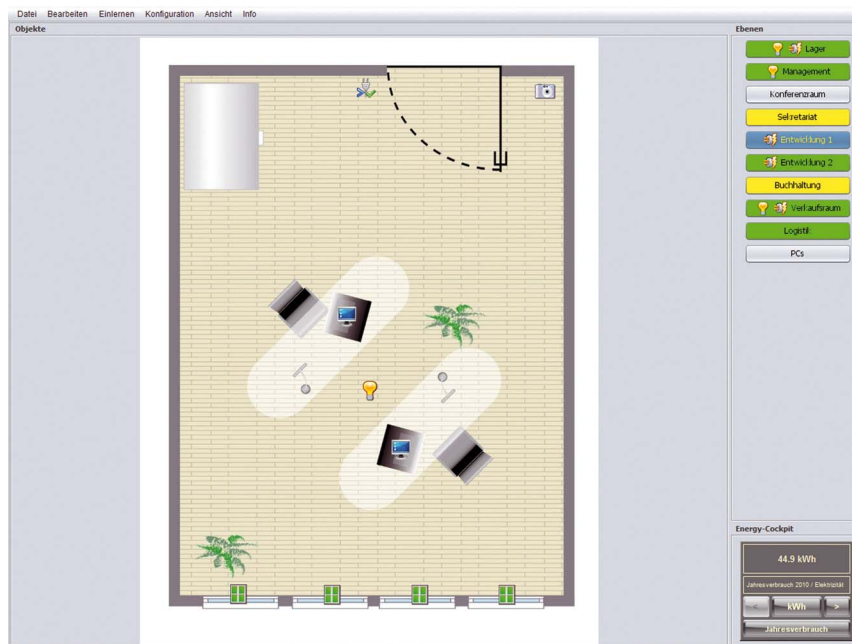 Datei Bearbeiten Einlernen Konfiguration Ansicht Info
Objekte
Ebenen
Lager
Management
Konferenzraum
Sekretariat
Entwicklung 1
Entwicklung 2
Buchhaltung
Verkaufsraum
Logistik
PCs
Energy-Cockpit
44.9 kWh
Jahresverbrauch 2010 / Elektrizität
< kWh >
Jahresverbrauch